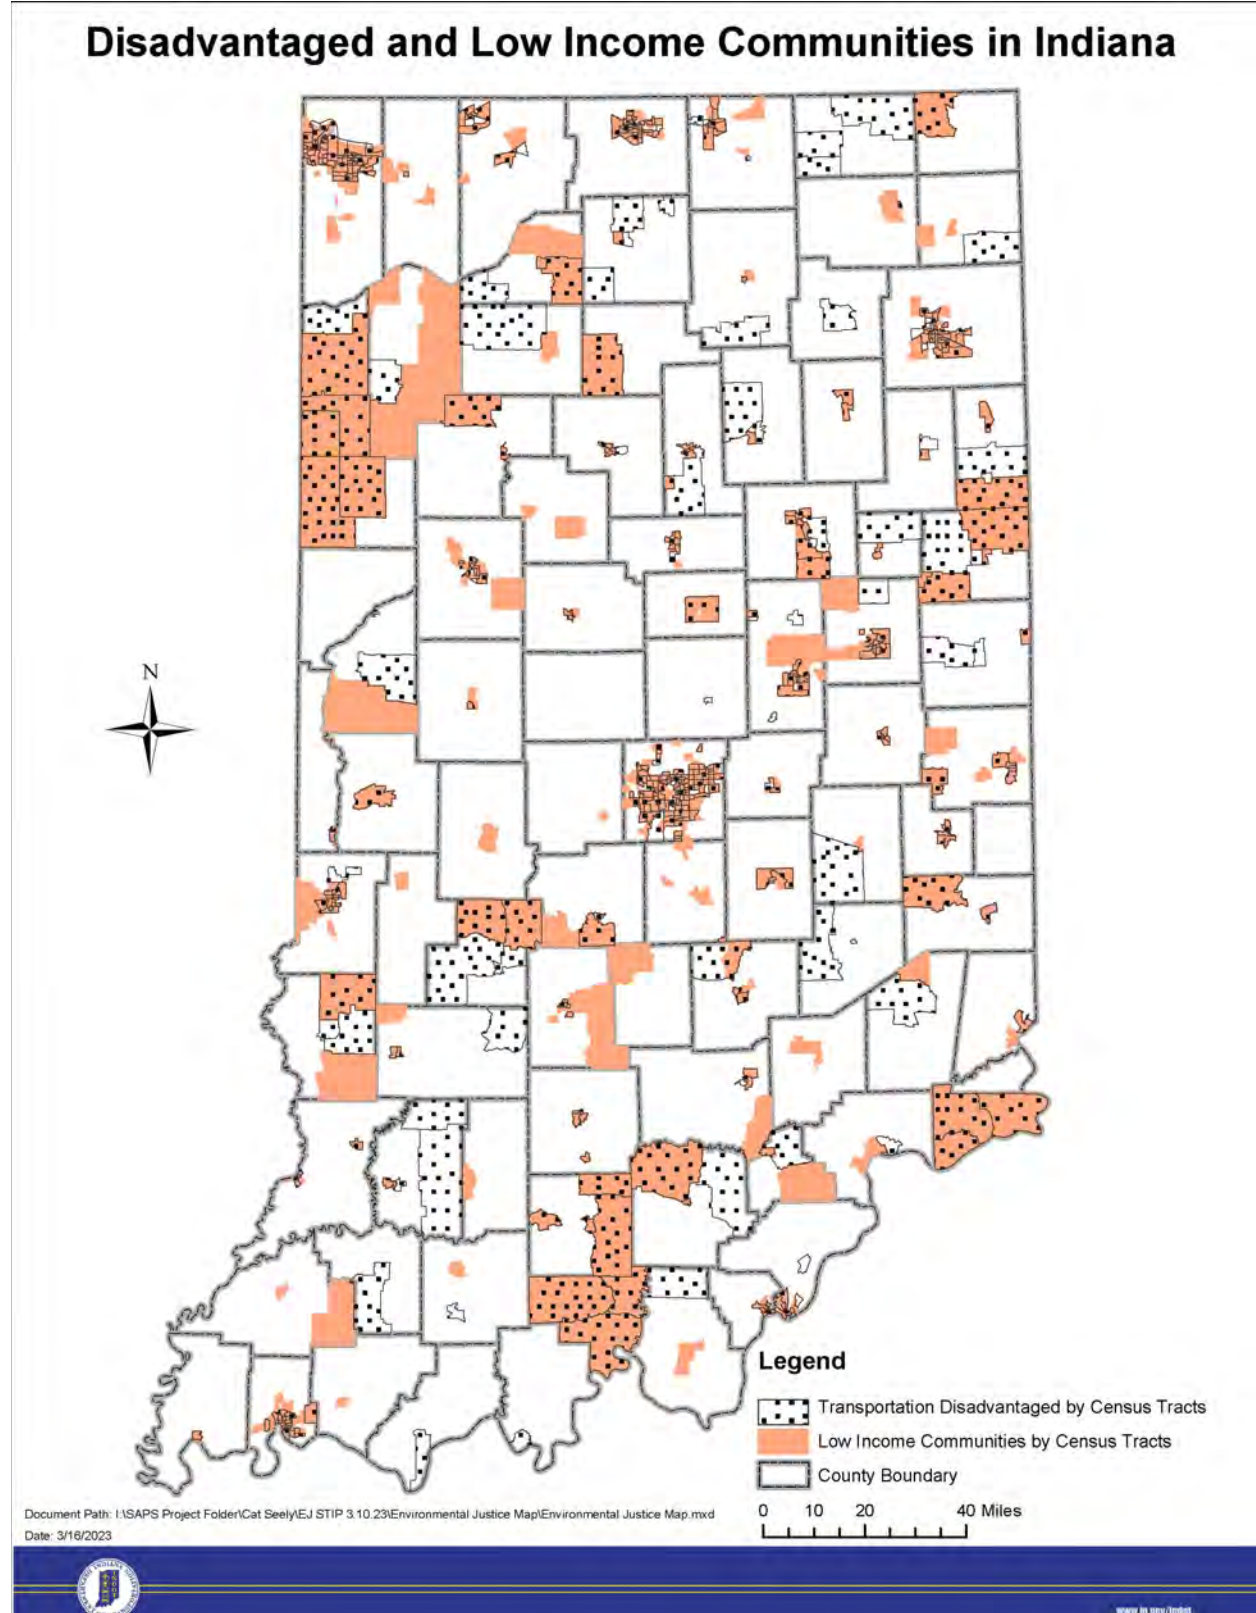 Disadvantaged and Low Income Communities in Indiana
N
Legend
Transportation Disadvantaged by Census Tracts
Low Income Communities by Census Tracts
County Boundary
0 10 20 40 Miles
Document Path: I:\SAPS Project Folder\Cat Seely\EJ STIP 3.10.23\Environmental Justice Map\Environmental Justice Map.mxd
Date: 3/16/2023